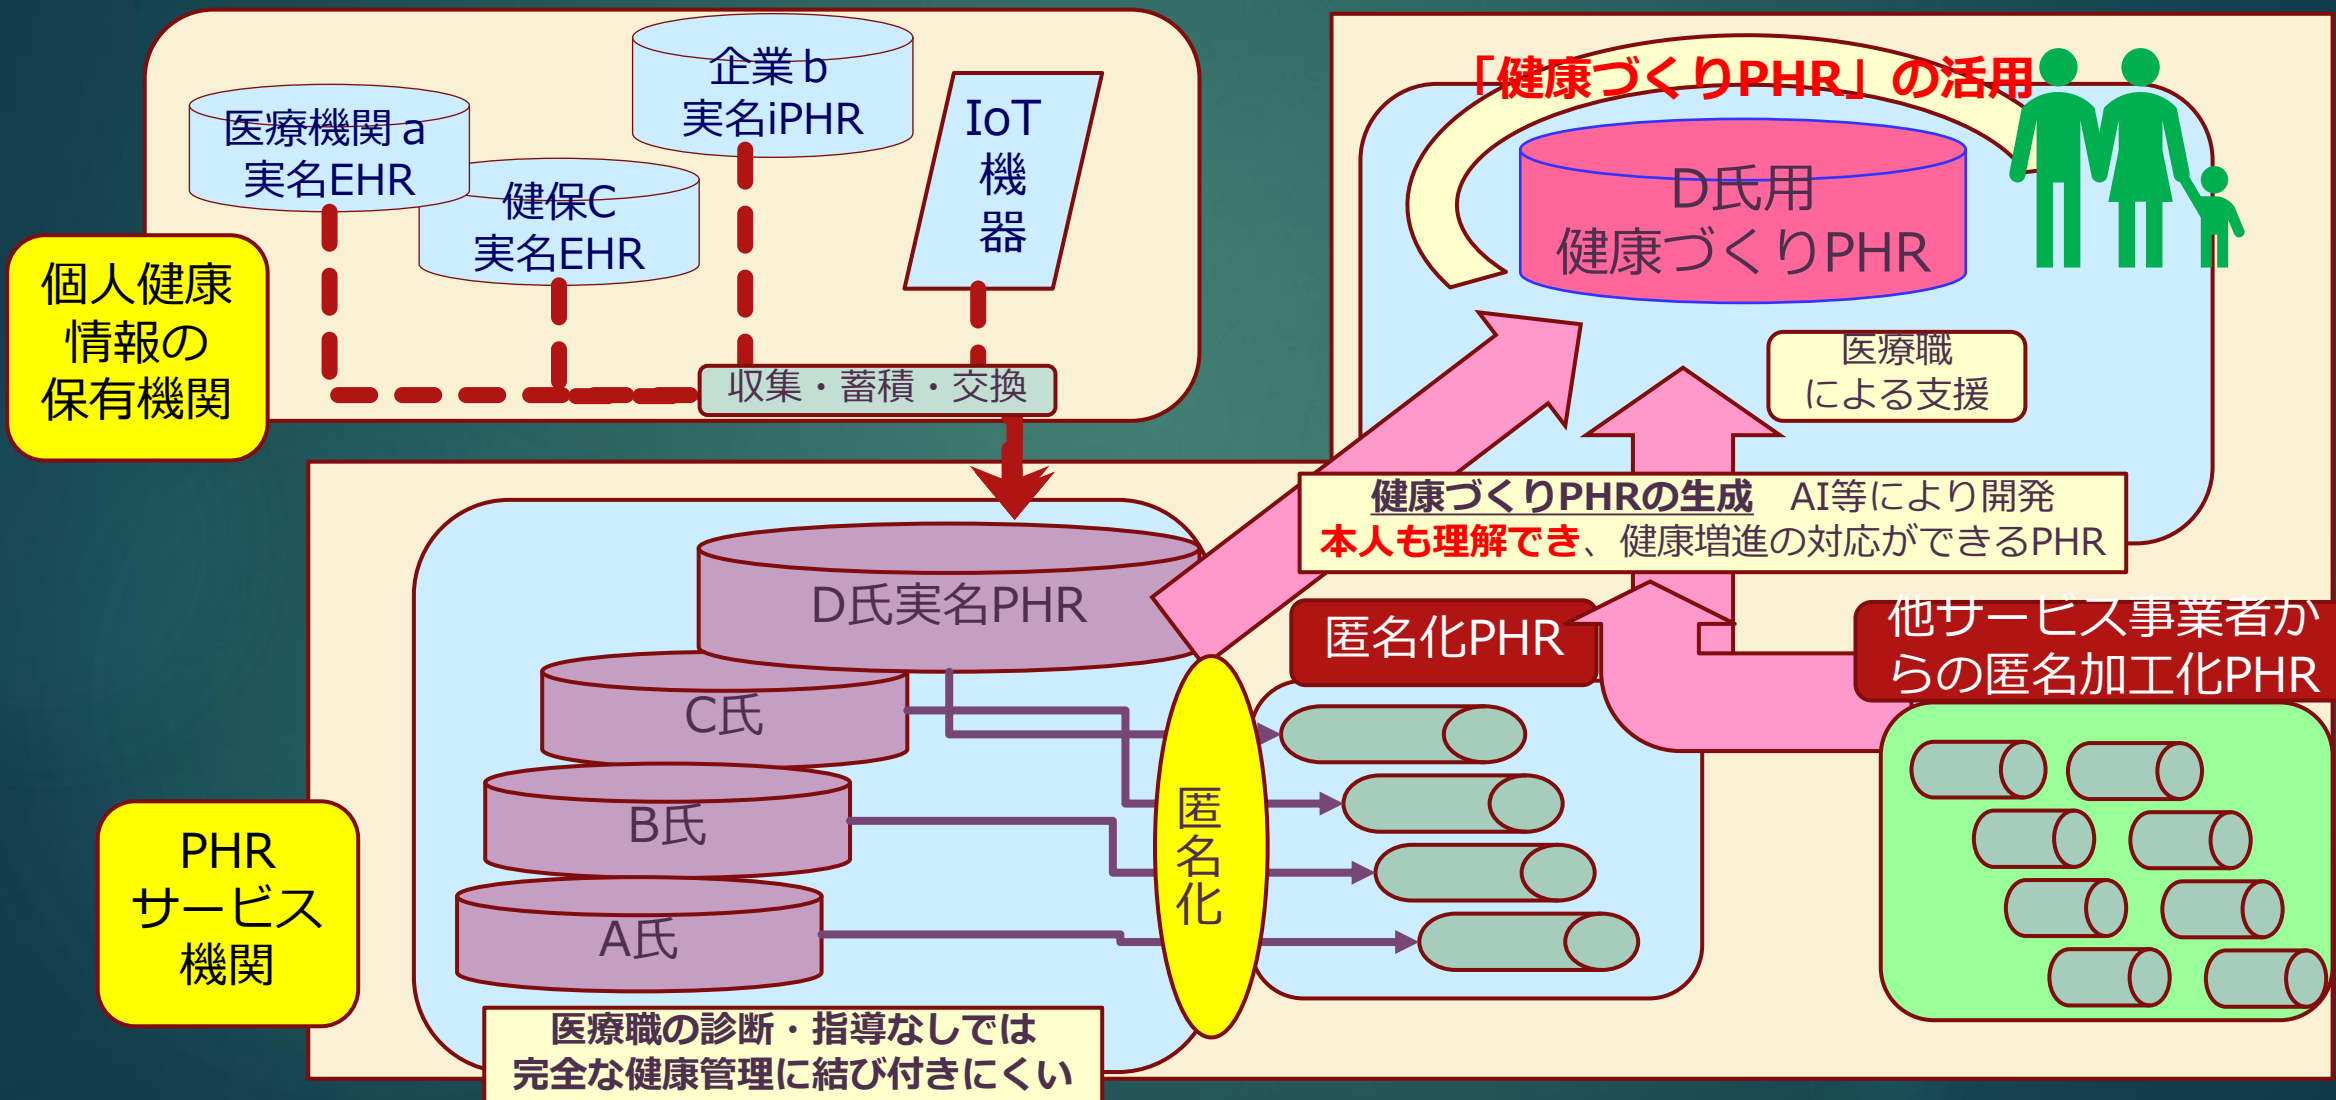 医療機関 a
実名EHR
健保C
実名EHR
企業 b
実名iPHR
IoT
機
器
個人健康
情報の
保有機関
収集・蓄積・交換
「健康づくりPHR」の活用
D氏用
健康づくりPHR
医療職
による支援
健康づくりPHRの生成　AI等により開発
本人も理解でき、健康増進の対応ができるPHR
D氏実名PHR
C氏
B氏
A氏
匿
名
化
匿名化PHR
他サービス事業者か
らの匿名加工化PHR
PHR
サービス
機関
医療職の診断・指導なしでは
完全な健康管理に結び付きにくい